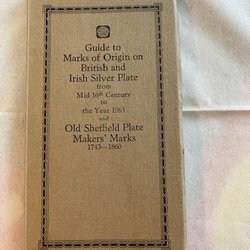 Guide to
Marks of Origin on
British and
Irish Silver Plate
from
Mid 16th Century
to
the Year 1963
and
Old Sheffield Plate
Makers' Marks
1743–1860